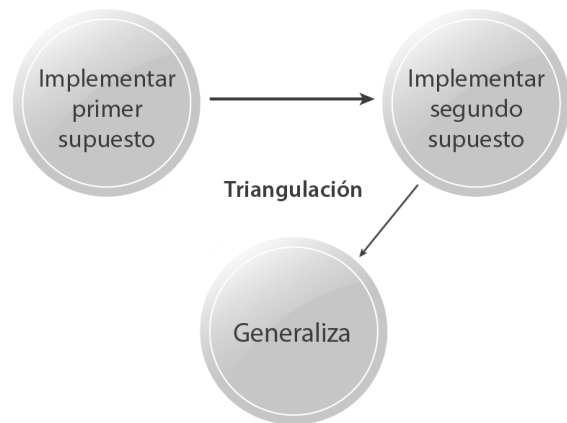 Implementar
primer
supuesto
Implementar
segundo
supuesto
Triangulación
Generaliza